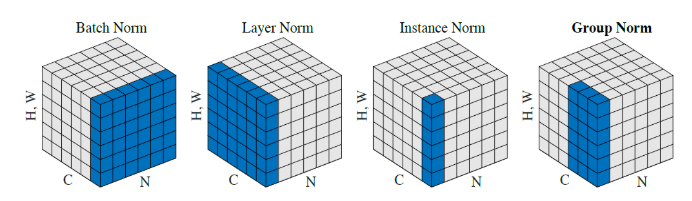 Batch Norm
Layer Norm
Instance Norm
Group Norm
H, W
C
N
H, W
C
N
H, W
C
N
H, W
C
N